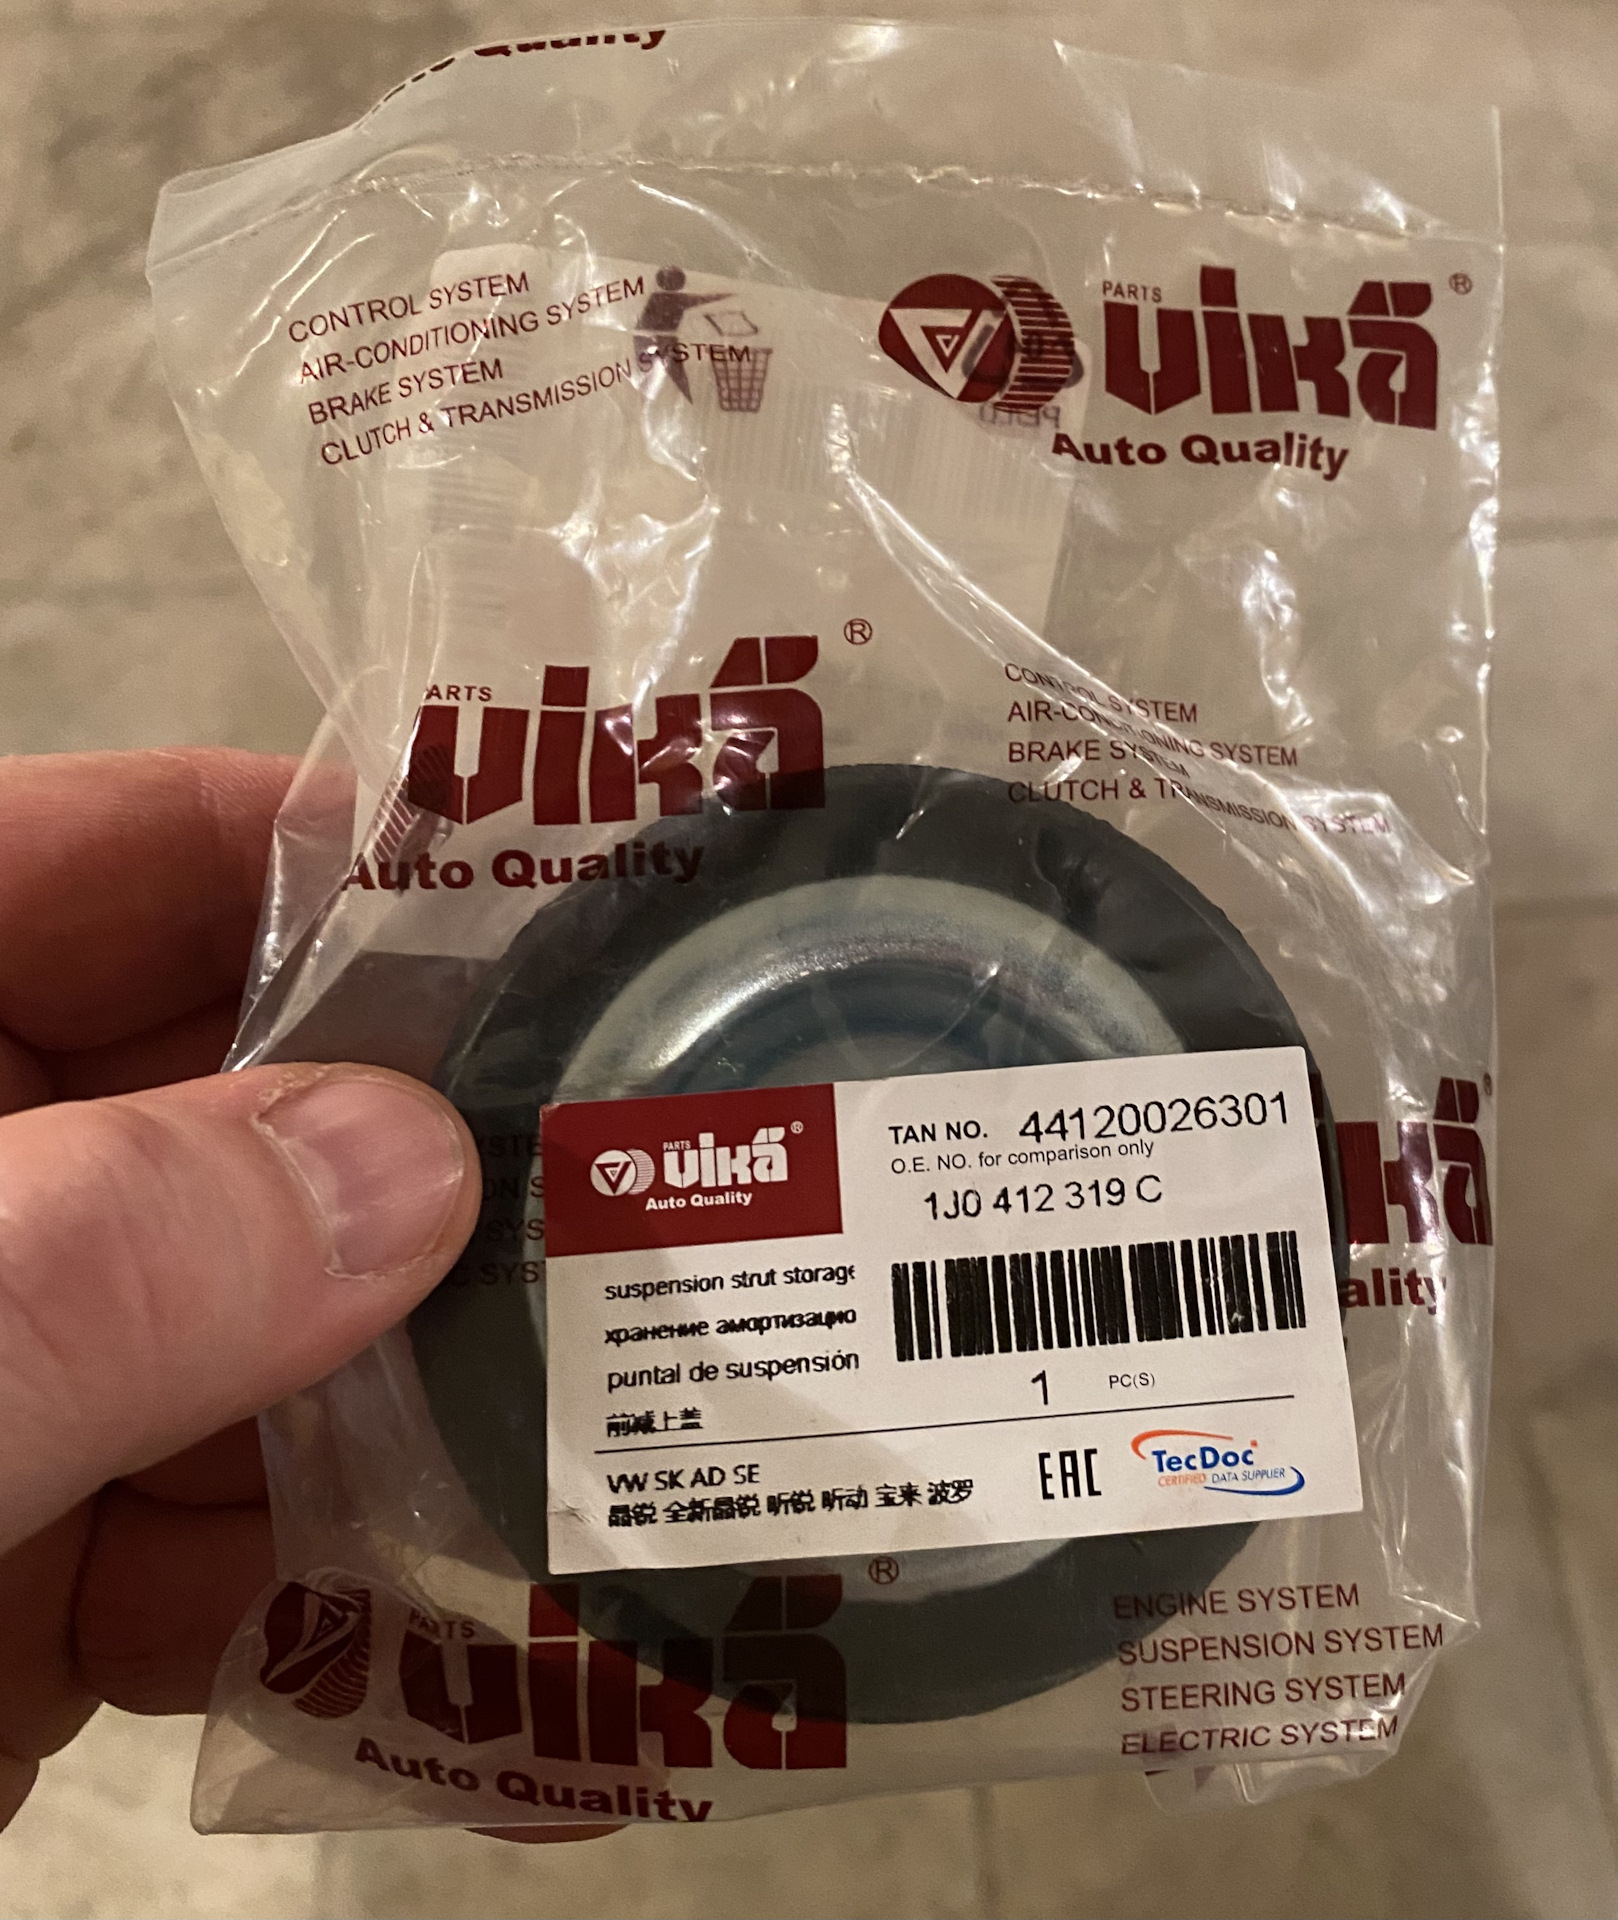 Quality
CONTROL SYSTEM
AIR-CONDITIONING SYSTEM
BRAKE SYSTEM
CLUTCH & TRANSMISSION SYSTEM
PARTS
vika®
Auto Quality
ARTS
vika®
Auto Quality
CONTROL SYSTEM
AIR-CONDITIONING SYSTEM
BRAKE SYSTEM
CLUTCH & TRANSMISSION SYSTEM
PARTS
vika®
Auto Quality
TAN NO. 44120026301
O.E. NO. for comparison only
1J0 412 319 C
suspension strut storage
хранение амортизацио
puntal de suspensión
前减上盖
1 PC(S)
VW SK AD SE
晶锐 全新晶锐 昕锐 昕动 宝来 波罗
EAC
TecDoc
CERTIFIED DATA SUPPLIER
ality
PARTS
vika®
Auto Quality
ENGINE SYSTEM
SUSPENSION SYSTEM
STEERING SYSTEM
ELECTRIC SYSTEM